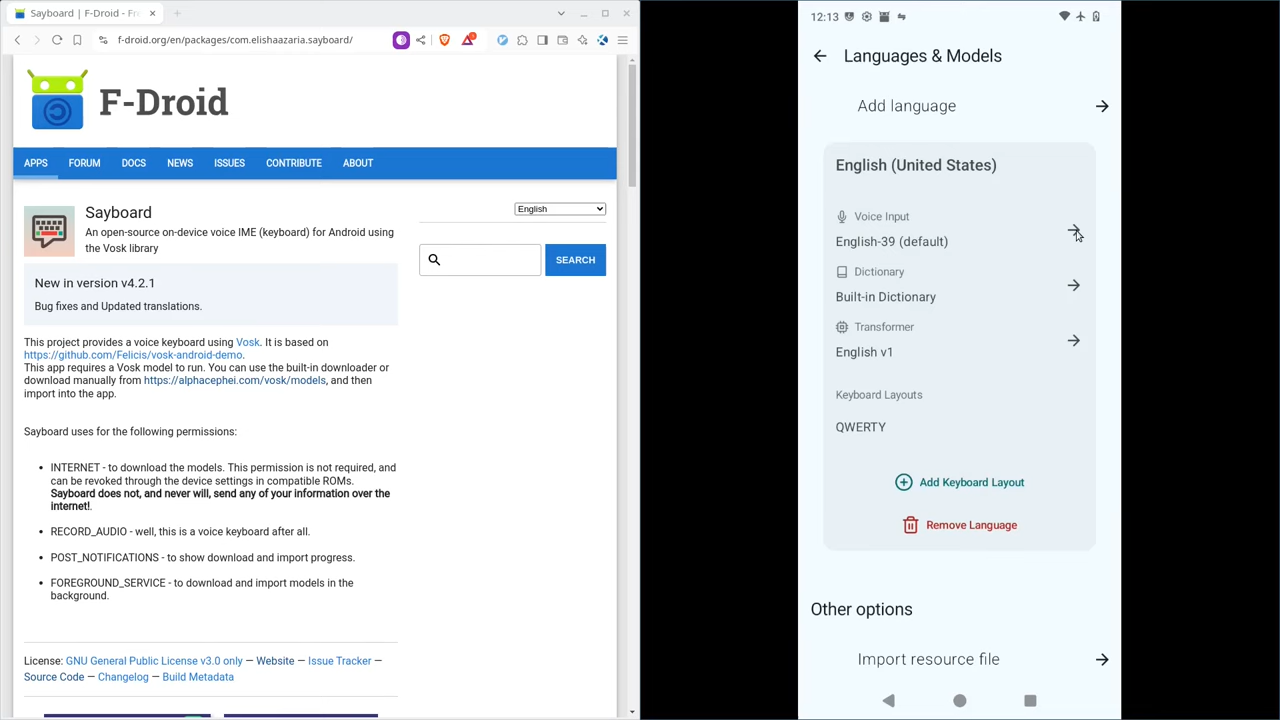 Sayboard | F-Droid - Fr
f-droid.org/en/packages/com.elishaazaria.sayboard/
F-Droid
APPS FORUM DOCS NEWS ISSUES CONTRIBUTE ABOUT
Sayboard
An open-source on-device voice IME (keyboard) for Android using
the Vosk library
New in version v4.2.1
Bug fixes and Updated translations.
This project provides a voice keyboard using Vosk. It is based on
https://github.com/Felicis/vosk-android-demo.
This app requires a Vosk model to run. You can use the built-in downloader or
download manually from https://alphacephei.com/vosk/models, and then
import into the app.
Sayboard uses for the following permissions:
• INTERNET - to download the models. This permission is not required, and
can be revoked through the device settings in compatible ROMs.
Sayboard does not, and never will, send any of your information over the
internet!.
• RECORD_AUDIO - well, this is a voice keyboard after all.
• POST_NOTIFICATIONS - to show download and import progress.
• FOREGROUND_SERVICE - to download and import models in the
background.
License: GNU General Public License v3.0 only — Website — Issue Tracker —
Source Code — Changelog — Build Metadata
English
SEARCH
12:13
Languages & Models
Add language
English (United States)
Voice Input
English-39 (default)
Dictionary
Built-in Dictionary
Transformer
English v1
Keyboard Layouts
QWERTY
Add Keyboard Layout
Remove Language
Other options
Import resource file